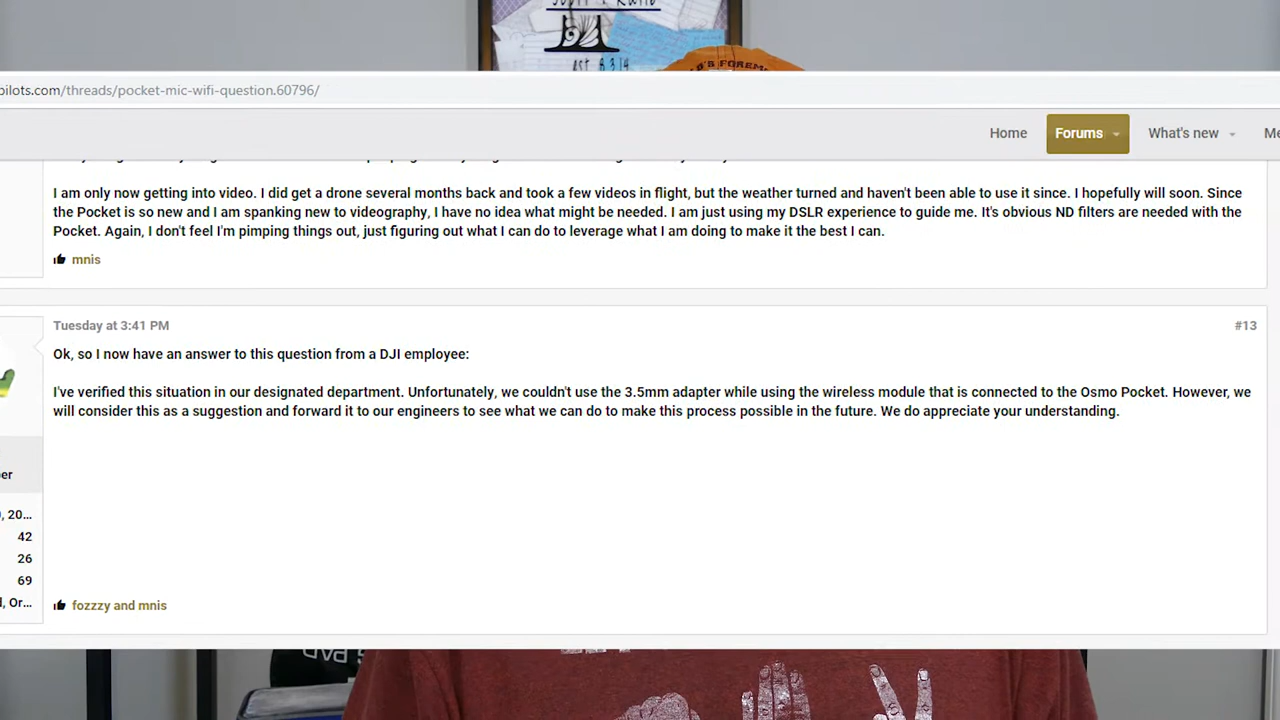 EST 8.3.14
'S FOREM
pilots.com/threads/pocket-mic-wifi-question.60796/
Home Forums What's new Me
I am only now getting into video. I did get a drone several months back and took a few videos in flight, but the weather turned and haven't been able to use it since. I hopefully will soon. Since
the Pocket is so new and I am spanking new to videography, I have no idea what might be needed. I am just using my DSLR experience to guide me. It's obvious ND filters are needed with the
Pocket. Again, I don't feel I'm pimping things out, just figuring out what I can do to leverage what I am doing to make it the best I can.
mnis
Tuesday at 3:41 PM #13
Ok, so I now have an answer to this question from a DJI employee:
I've verified this situation in our designated department. Unfortunately, we couldn't use the 3.5mm adapter while using the wireless module that is connected to the Osmo Pocket. However, we
will consider this as a suggestion and forward it to our engineers to see what we can do to make this process possible in the future. We do appreciate your understanding.
er
, 20...
42
26
69
, Or...
fozzzy and mnis